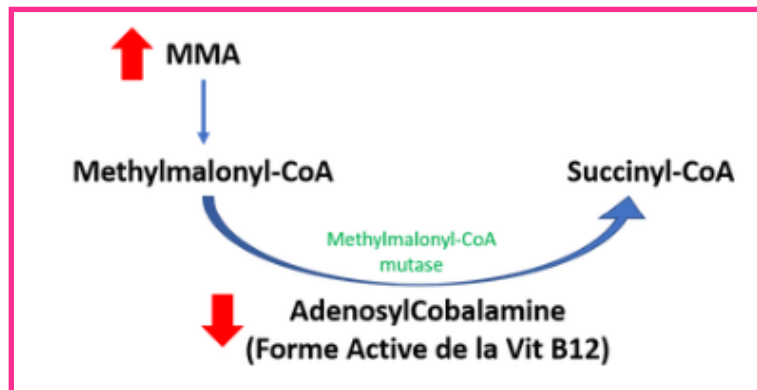 MMA
Methylmalonyl-CoA
Succinyl-CoA
Methylmalonyl-CoA
mutase
AdenosylCobalamine
(Forme Active de la Vit B12)